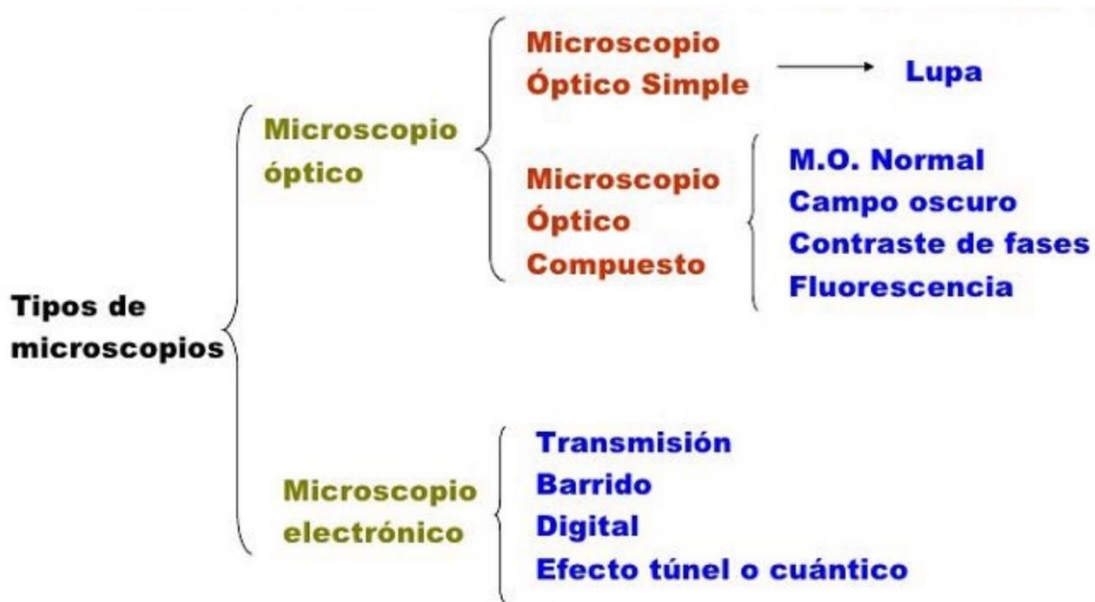 Tipos de
microscopios
Microscopio
óptico
Microscopio
Óptico Simple
Lupa
Microscopio
Óptico
Compuesto
M.O. Normal
Campo oscuro
Contraste de fases
Fluorescencia
Microscopio
electrónico
Transmisión
Barrido
Digital
Efecto túnel o cuántico